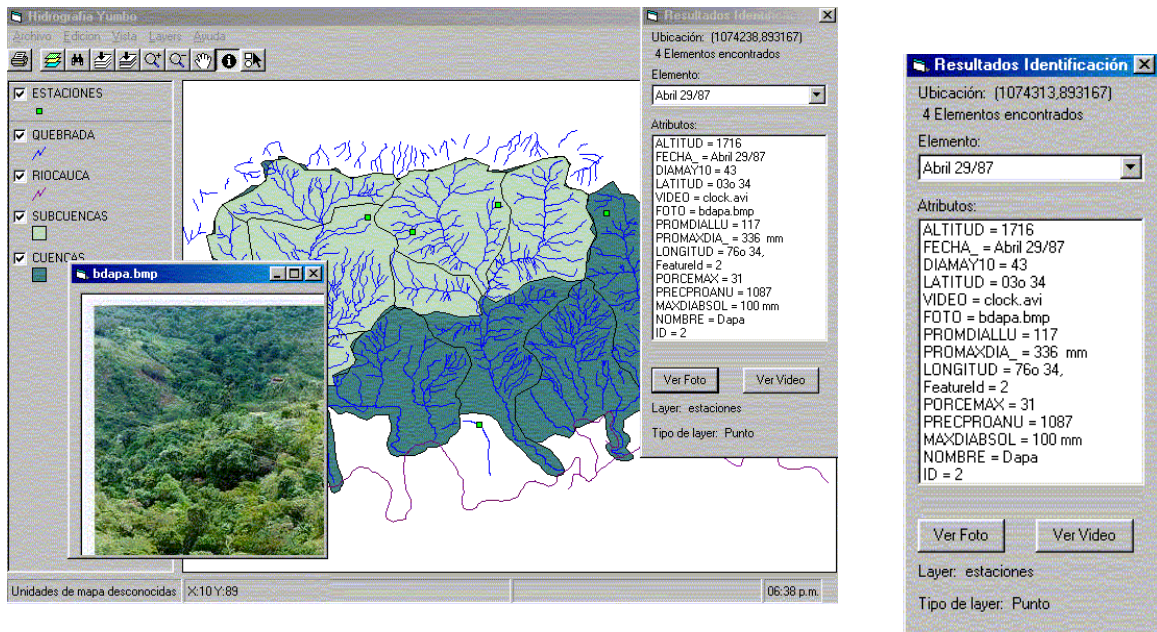 Hidrografia Yumbo
Archivo Edicion Vista Layers Ayuda
ESTACIONES
QUEBRADA
RIOCAUCA
SUBCUENCAS
CUENCAS
bdapa.bmp
Unidades de mapa desconocidas X:10 Y:89 06:38 p.m.
Resultados
Ubicación: (1074238,893167)
4 Elementos encontrados
Elemento:
Abril 29/87
Atributos:
ALTITUD = 1716
FECHA_ = Abril 29/87
DIAMAY10 = 43
LATITUD = 03o 34
VIDEO = clock.avi
FOTO = bdapa.bmp
PROMDIALLU = 117
PROMAXDIA_ = 336 mm
LONGITUD = 76o 34,
FeatureId = 2
PORCEMAX = 31
PRECPROANU = 1087
MAXDIABSOL = 100 mm
NOMBRE = Dapa
ID = 2
Ver Foto Ver Video
Layer: estaciones
Tipo de layer: Punto
Resultados Identificación
Ubicación: (1074313,893167)
4 Elementos encontrados
Elemento:
Abril 29/87
Atributos:
ALTITUD = 1716
FECHA_ = Abril 29/87
DIAMAY10 = 43
LATITUD = 03o 34
VIDEO = clock.avi
FOTO = bdapa.bmp
PROMDIALLU = 117
PROMAXDIA_ = 336 mm
LONGITUD = 76o 34,
FeatureId = 2
PORCEMAX = 31
PRECPROANU = 1087
MAXDIABSOL = 100 mm
NOMBRE = Dapa
ID = 2
Ver Foto Ver Video
Layer: estaciones
Tipo de layer: Punto